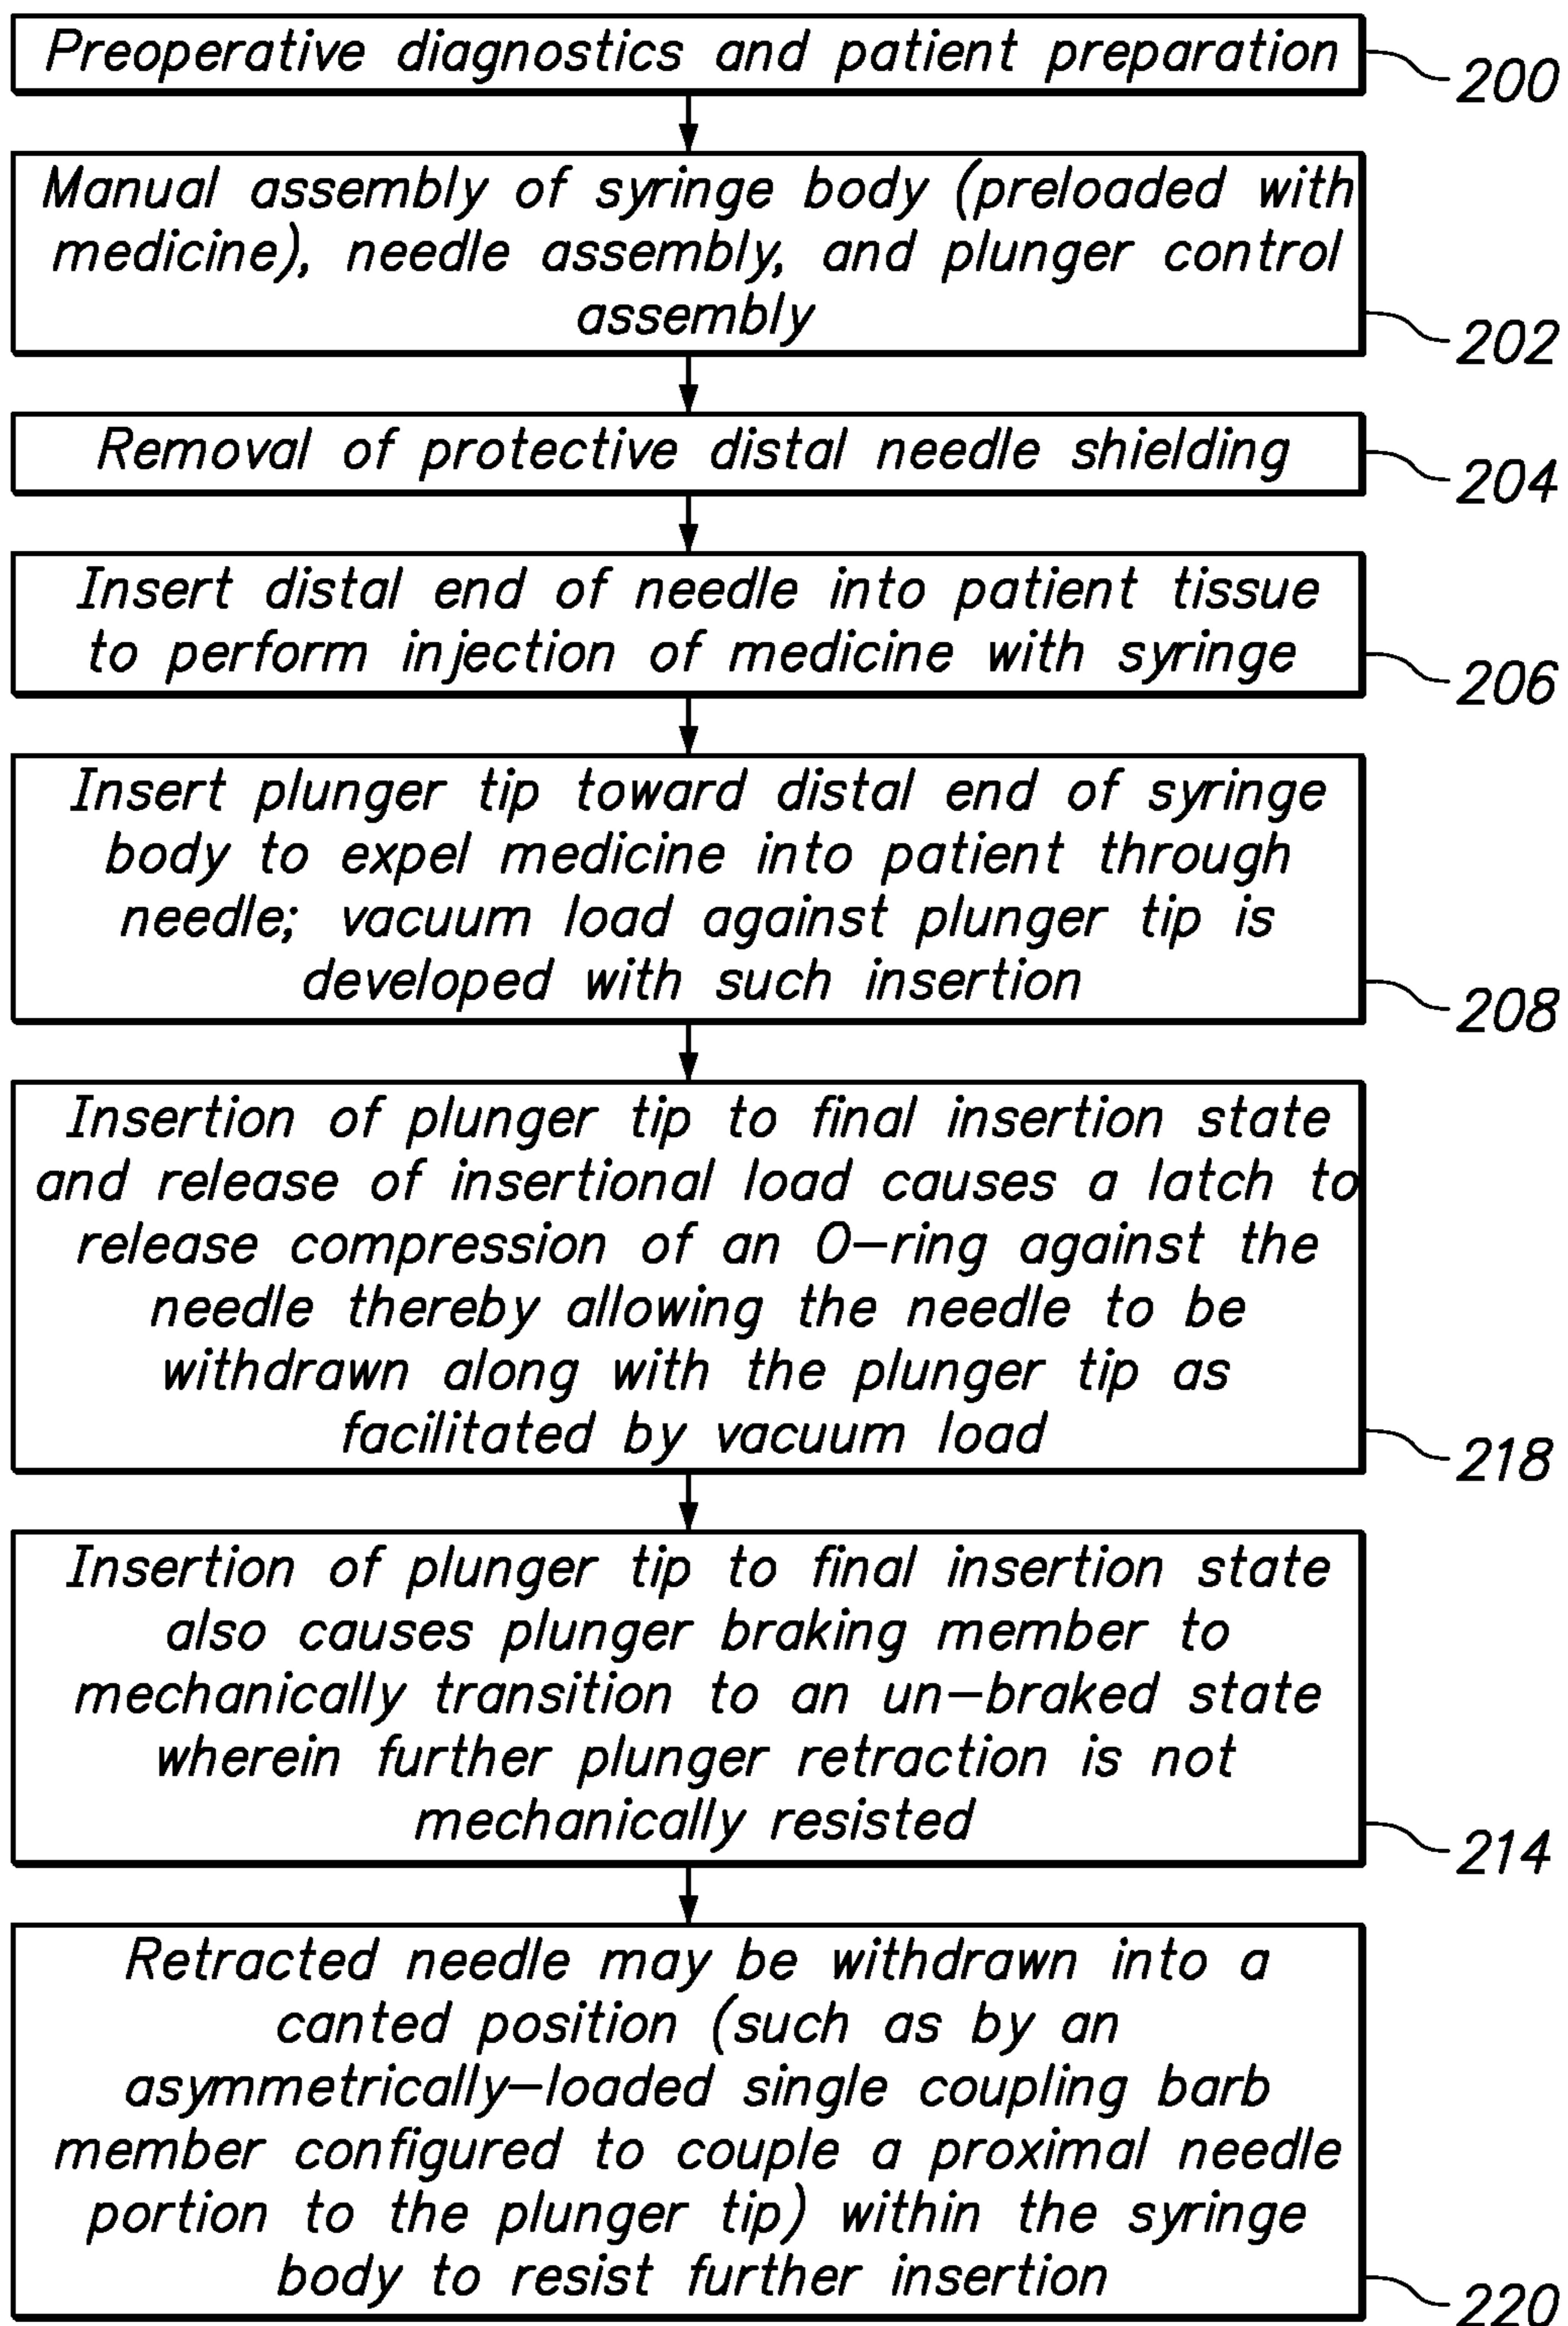 Preoperative diagnostics and patient preparation
200
Manual assembly of syringe body (preloaded with
medicine), needle assembly, and plunger control
assembly
202
Removal of protective distal needle shielding
204
Insert distal end of needle into patient tissue
to perform injection of medicine with syringe
206
Insert plunger tip toward distal end of syringe
body to expel medicine into patient through
needle; vacuum load against plunger tip is
developed with such insertion
208
Insertion of plunger tip to final insertion state
and release of insertional load causes a latch to
release compression of an O-ring against the
needle thereby allowing the needle to be
withdrawn along with the plunger tip as
facilitated by vacuum load
218
Insertion of plunger tip to final insertion state
also causes plunger braking member to
mechanically transition to an un-braked state
wherein further plunger retraction is not
mechanically resisted
214
Retracted needle may be withdrawn into a
canted position (such as by an
asymmetrically-loaded single coupling barb
member configured to couple a proximal needle
portion to the plunger tip) within the syringe
body to resist further insertion
220